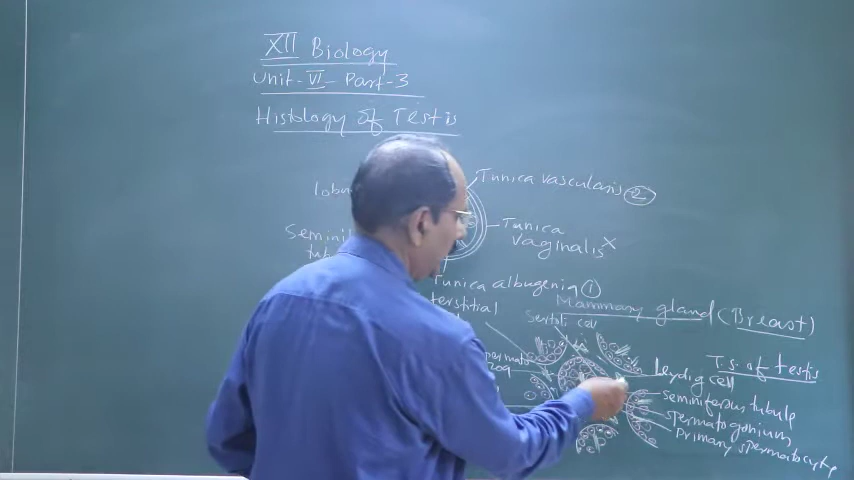 XII Biology
Unit-VI- Part-3
Histology of Testis
Tunica vascularis 2
Tunica
vaginalis X
Tunica albugenia 1
Mammary gland (Breast)
Sertoli cell
T.S. of testis
Leydig cell
seminiferous tubule
spermatogonium
Primary spermatocyte